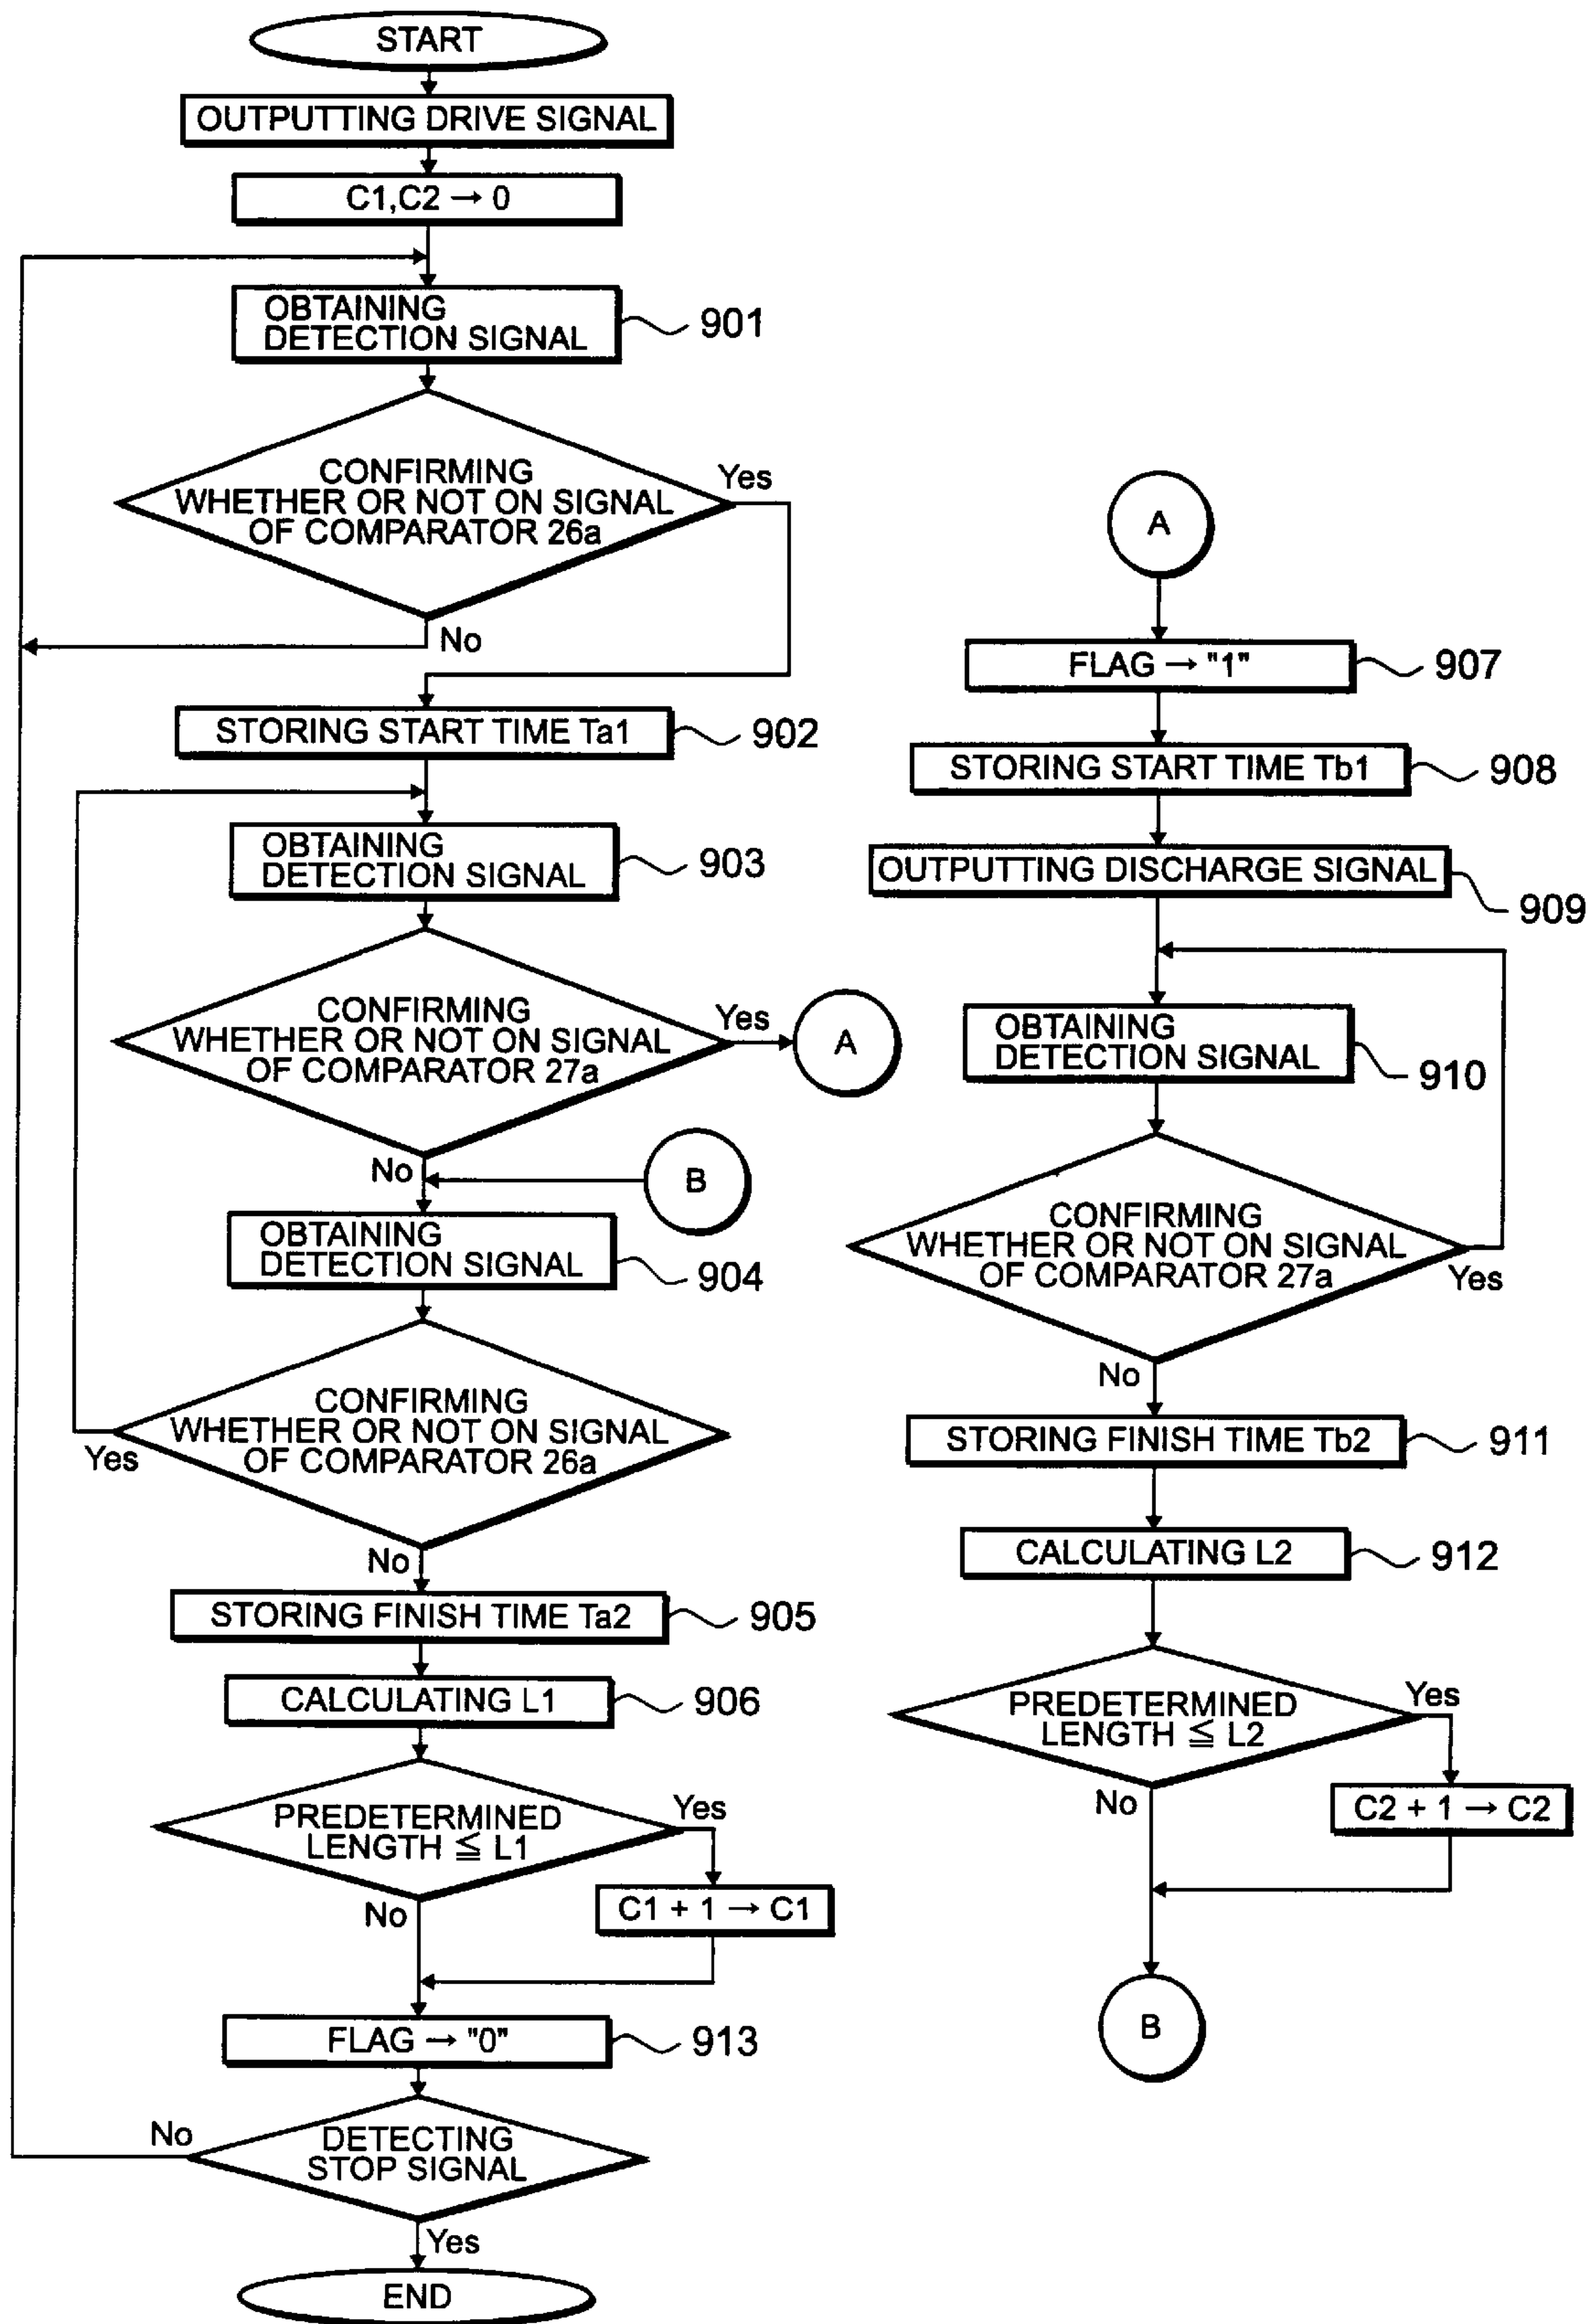 START
OUTPUTTING DRIVE SIGNAL
C1,C2 → 0
OBTAINING
DETECTION SIGNAL
901
CONFIRMING
WHETHER OR NOT ON SIGNAL
OF COMPARATOR 26a
Yes
No
STORING START TIME Ta1
902
OBTAINING
DETECTION SIGNAL
903
CONFIRMING
WHETHER OR NOT ON SIGNAL
OF COMPARATOR 27a
Yes
A
No
B
OBTAINING
DETECTION SIGNAL
904
CONFIRMING
WHETHER OR NOT ON SIGNAL
OF COMPARATOR 26a
Yes
No
STORING FINISH TIME Ta2
905
CALCULATING L1
906
PREDETERMINED
LENGTH ≦ L1
Yes
No
C1 + 1 → C1
FLAG → "0"
913
DETECTING
STOP SIGNAL
No
Yes
END
A
FLAG → "1"
907
STORING START TIME Tb1
908
OUTPUTTING DISCHARGE SIGNAL
909
OBTAINING
DETECTION SIGNAL
910
CONFIRMING
WHETHER OR NOT ON SIGNAL
OF COMPARATOR 27a
Yes
No
STORING FINISH TIME Tb2
911
CALCULATING L2
912
PREDETERMINED
LENGTH ≦ L2
Yes
No
C2 + 1 → C2
B